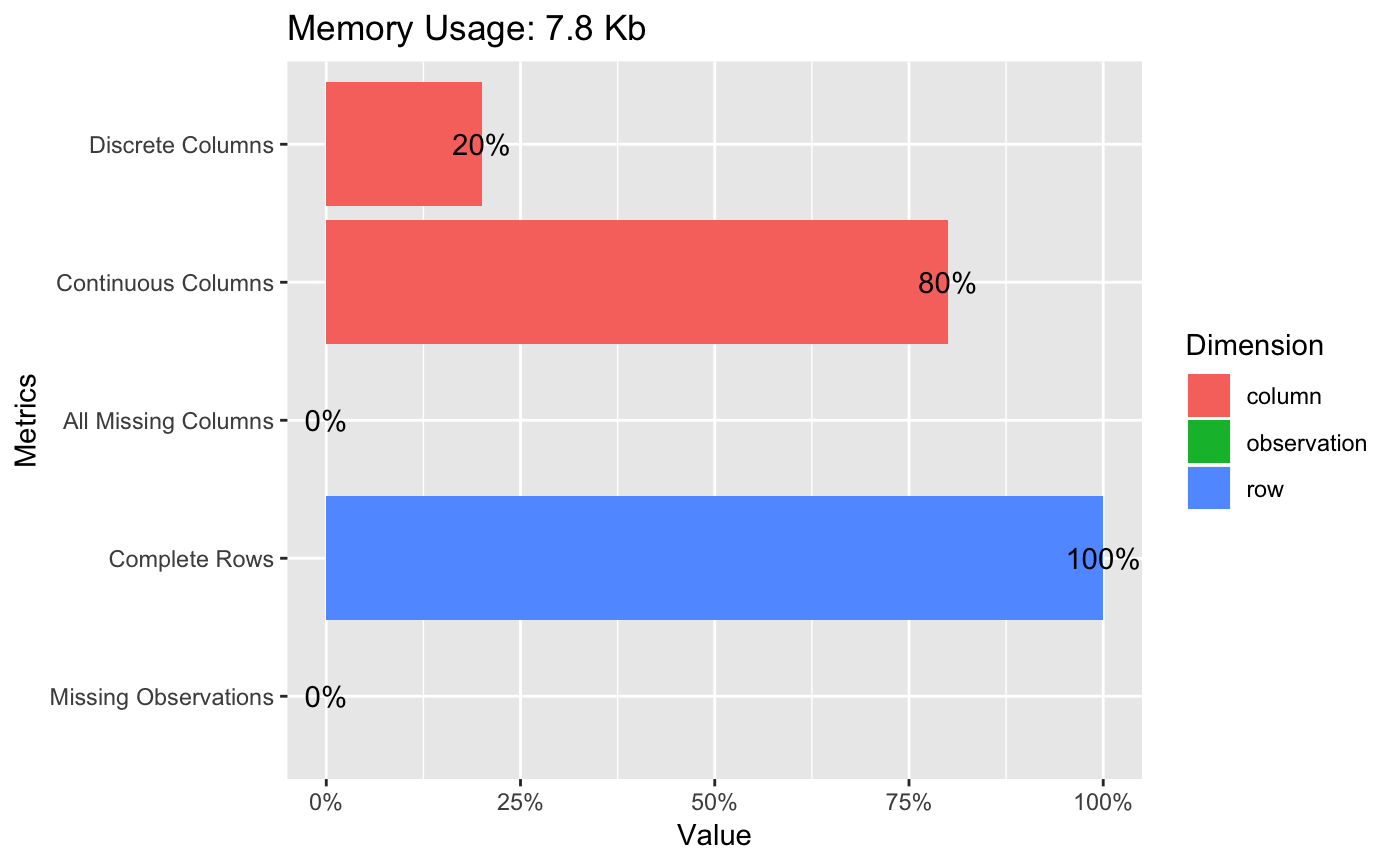 Memory Usage: 7.8 Kb
Discrete Columns
20%
Continuous Columns
80%
All Missing Columns
0%
Complete Rows
100%
Missing Observations
0%
Metrics
0%
25%
50%
75%
100%
Value
Dimension
column
observation
row